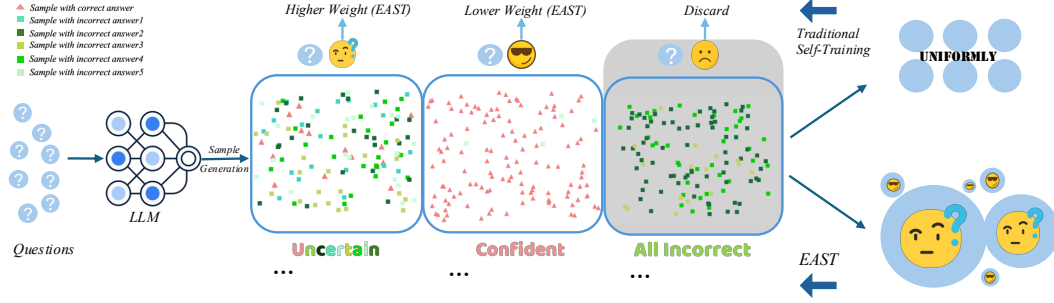 Sample with correct answer
Sample with incorrect answer1
Sample with incorrect answer2
Sample with incorrect answer3
Sample with incorrect answer4
Sample with incorrect answer5
Higher Weight (EAST)
Lower Weight (EAST)
Discard
Traditional
Self-Training
UNIFORMLY
Sample
Generation
LLM
Questions
Uncertain
Confident
All Incorrect
...
...
...
EAST